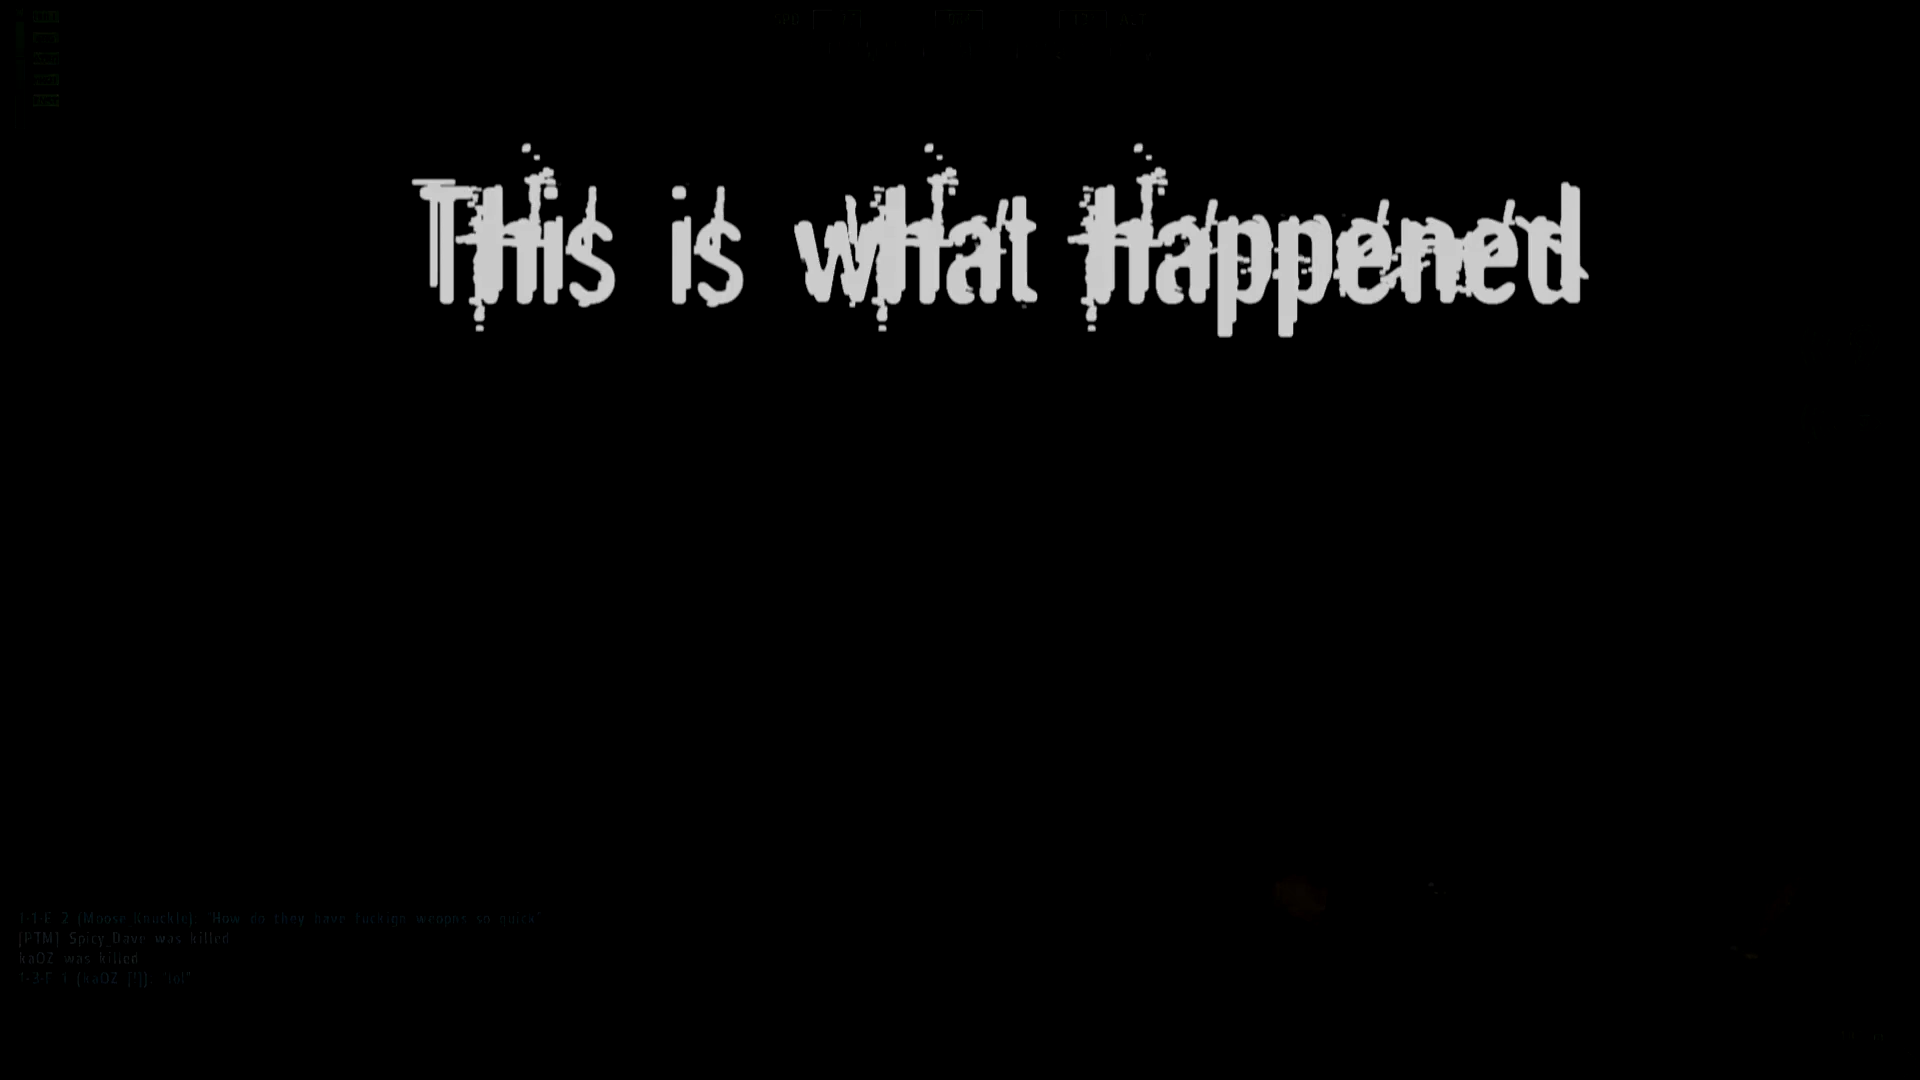 This is what happened
1-1-E 2 (Moose_Knuckle): "How do they have fuckign weapns so quick"
[PTM] Spicy_Dave was killed
kaOZ was killed
1-3-F 1 (kaOZ [!]): "lol"